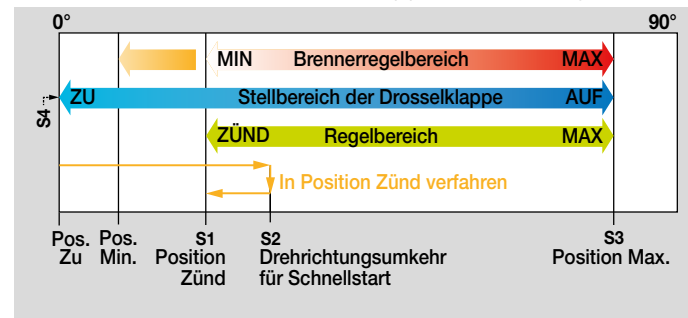 0° 90°
MIN Brennerregelbereich MAX
ZU Stellbereich der Drosselklappe AUF
S4
ZÜND Regelbereich MAX
In Position Zünd verfahren
Pos. Zu
Pos. Min.
S1 Position Zünd
S2 Drehrichtungsumkehr für Schnellstart
S3 Position Max.